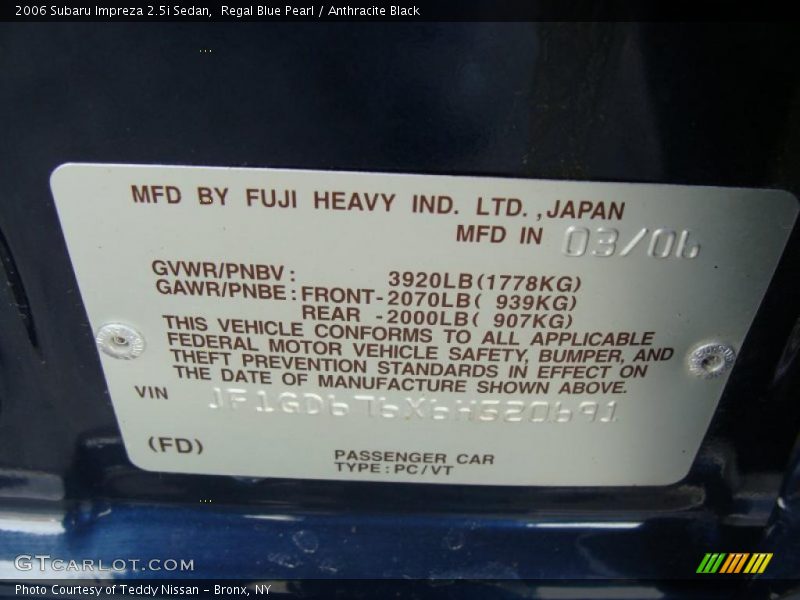 2006 Subaru Impreza 2.5i Sedan,  Regal Blue Pearl / Anthracite Black
MFD BY FUJI HEAVY IND. LTD. ,JAPAN
MFD IN 03/06
GVWR/PNBV : 3920LB(1778KG)
GAWR/PNBE : FRONT-2070LB( 939KG)
REAR -2000LB( 907KG)
THIS VEHICLE CONFORMS TO ALL APPLICABLE
FEDERAL MOTOR VEHICLE SAFETY, BUMPER, AND
THEFT PREVENTION STANDARDS IN EFFECT ON
THE DATE OF MANUFACTURE SHOWN ABOVE.
VIN JF1GD676X6H520691
(FD)
PASSENGER CAR
TYPE : PC/VT
GTCARLOT.COM
Photo Courtesy of Teddy Nissan – Bronx, NY